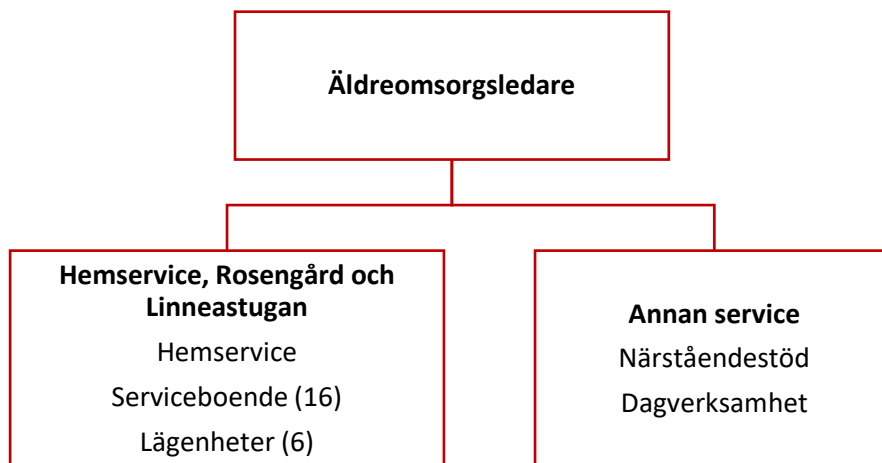 Äldreomsorgsledare
Hemservice, Rosengård och
Linneastugan
Hemservice
Serviceboende (16)
Lägenheter (6)
Annan service
Närståendestöd
Dagverksamhet